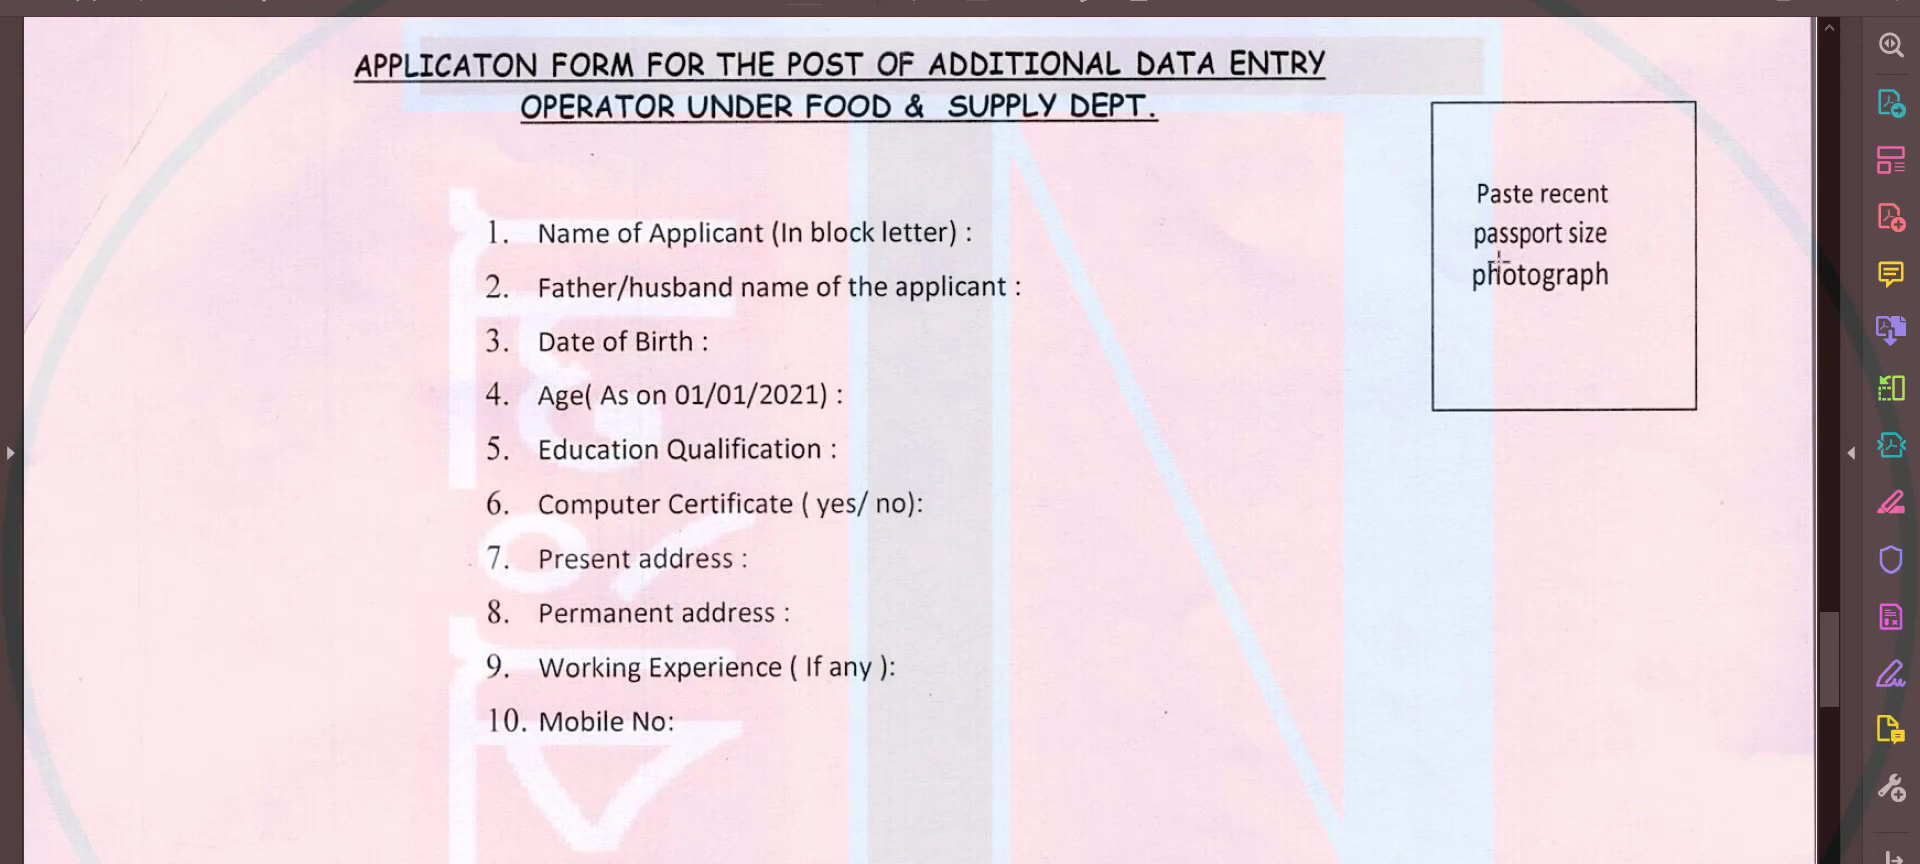 APPLICATON FORM FOR THE POST OF ADDITIONAL DATA ENTRY
OPERATOR UNDER FOOD & SUPPLY DEPT.
Paste recent
passport size
photograph
1. Name of Applicant (In block letter) :
2. Father/husband name of the applicant :
3. Date of Birth :
4. Age( As on 01/01/2021) :
5. Education Qualification :
6. Computer Certificate ( yes/ no):
7. Present address :
8. Permanent address :
9. Working Experience ( If any ):
10. Mobile No: